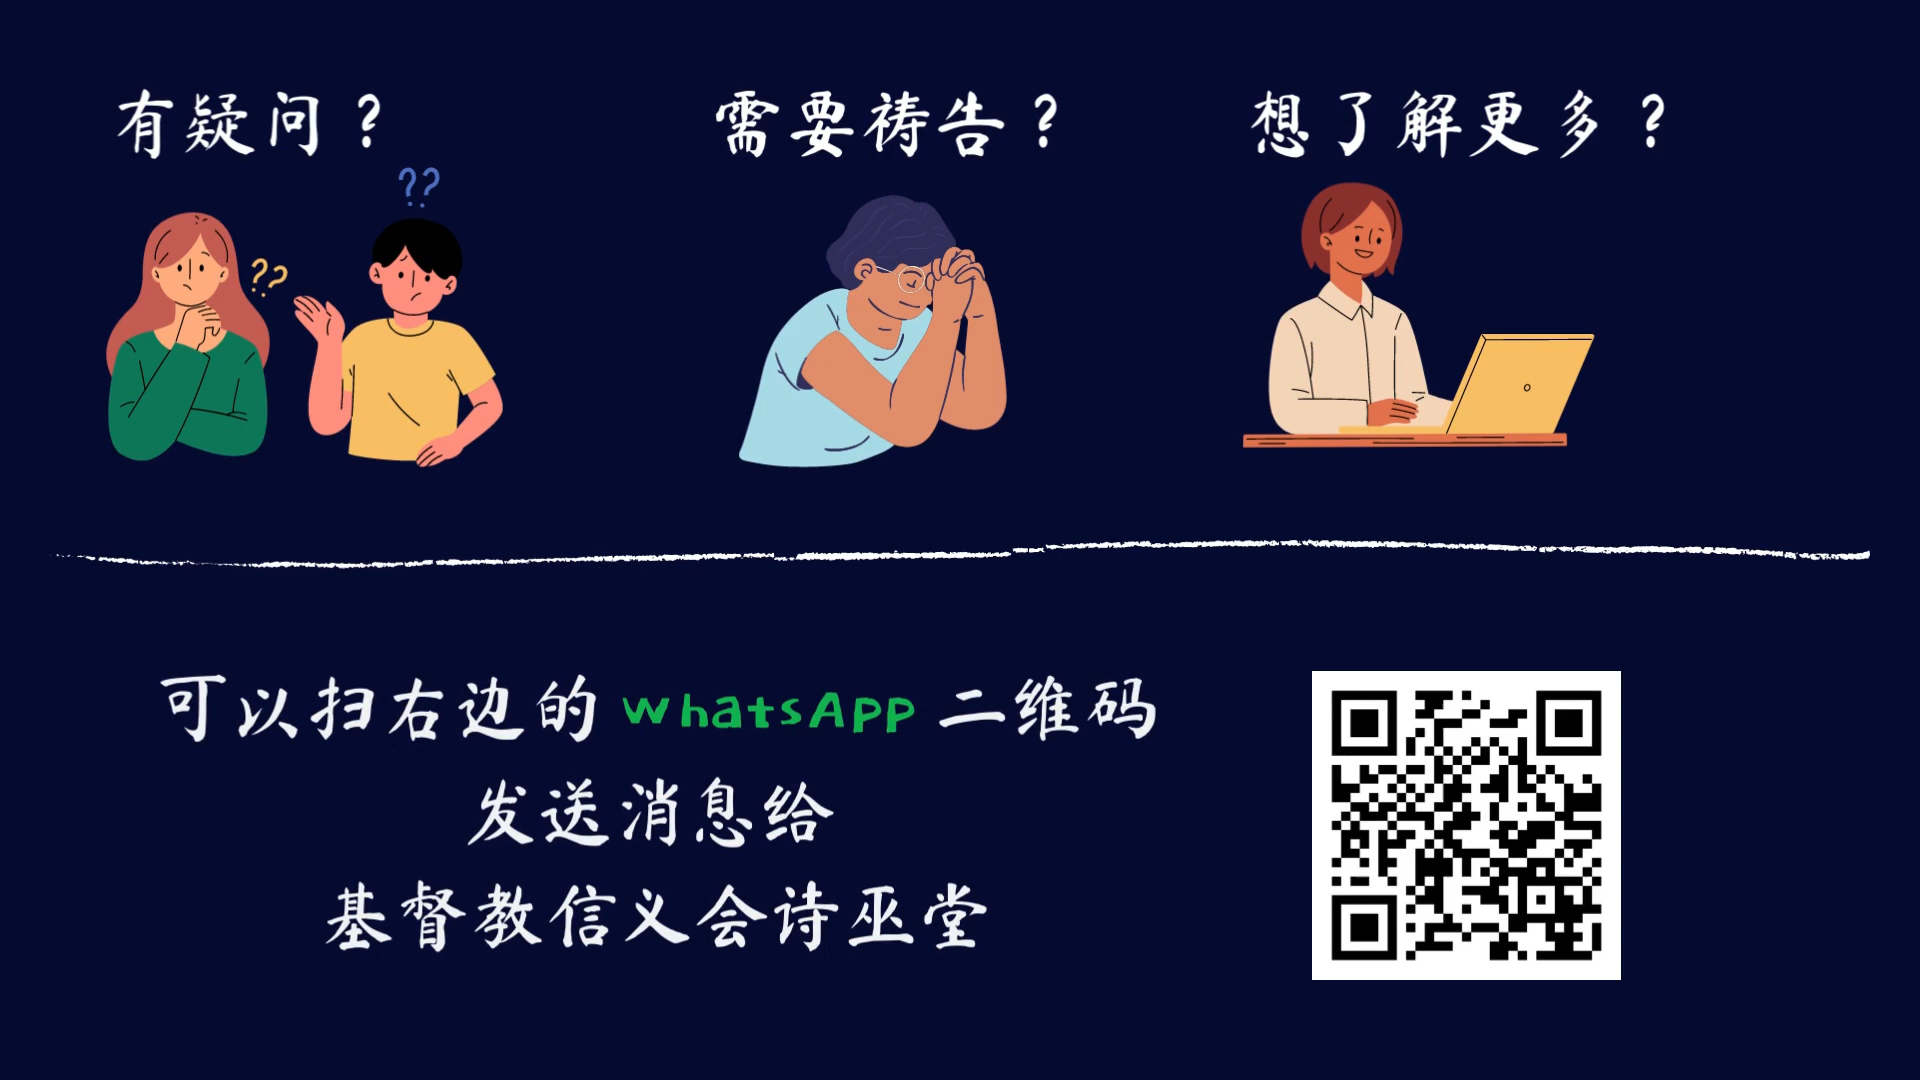 有疑问？
需要祷告？
想了解更多？
??
??
可以扫右边的 whatsApp 二维码
发送消息给
基督教信义会诗巫堂